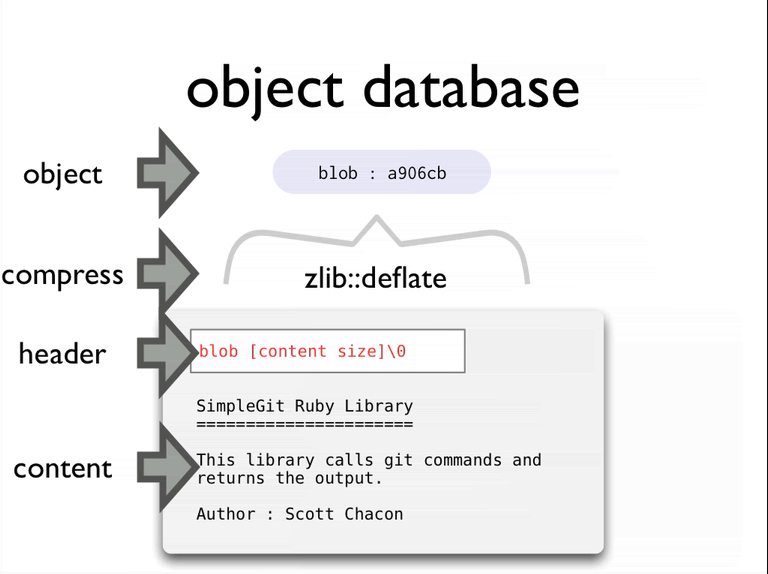 object database
object
blob : a906cb
compress
zlib::deflate
header
blob [content size]\0
SimpleGit Ruby Library
======================
content
This library calls git commands and
returns the output.
Author : Scott Chacon